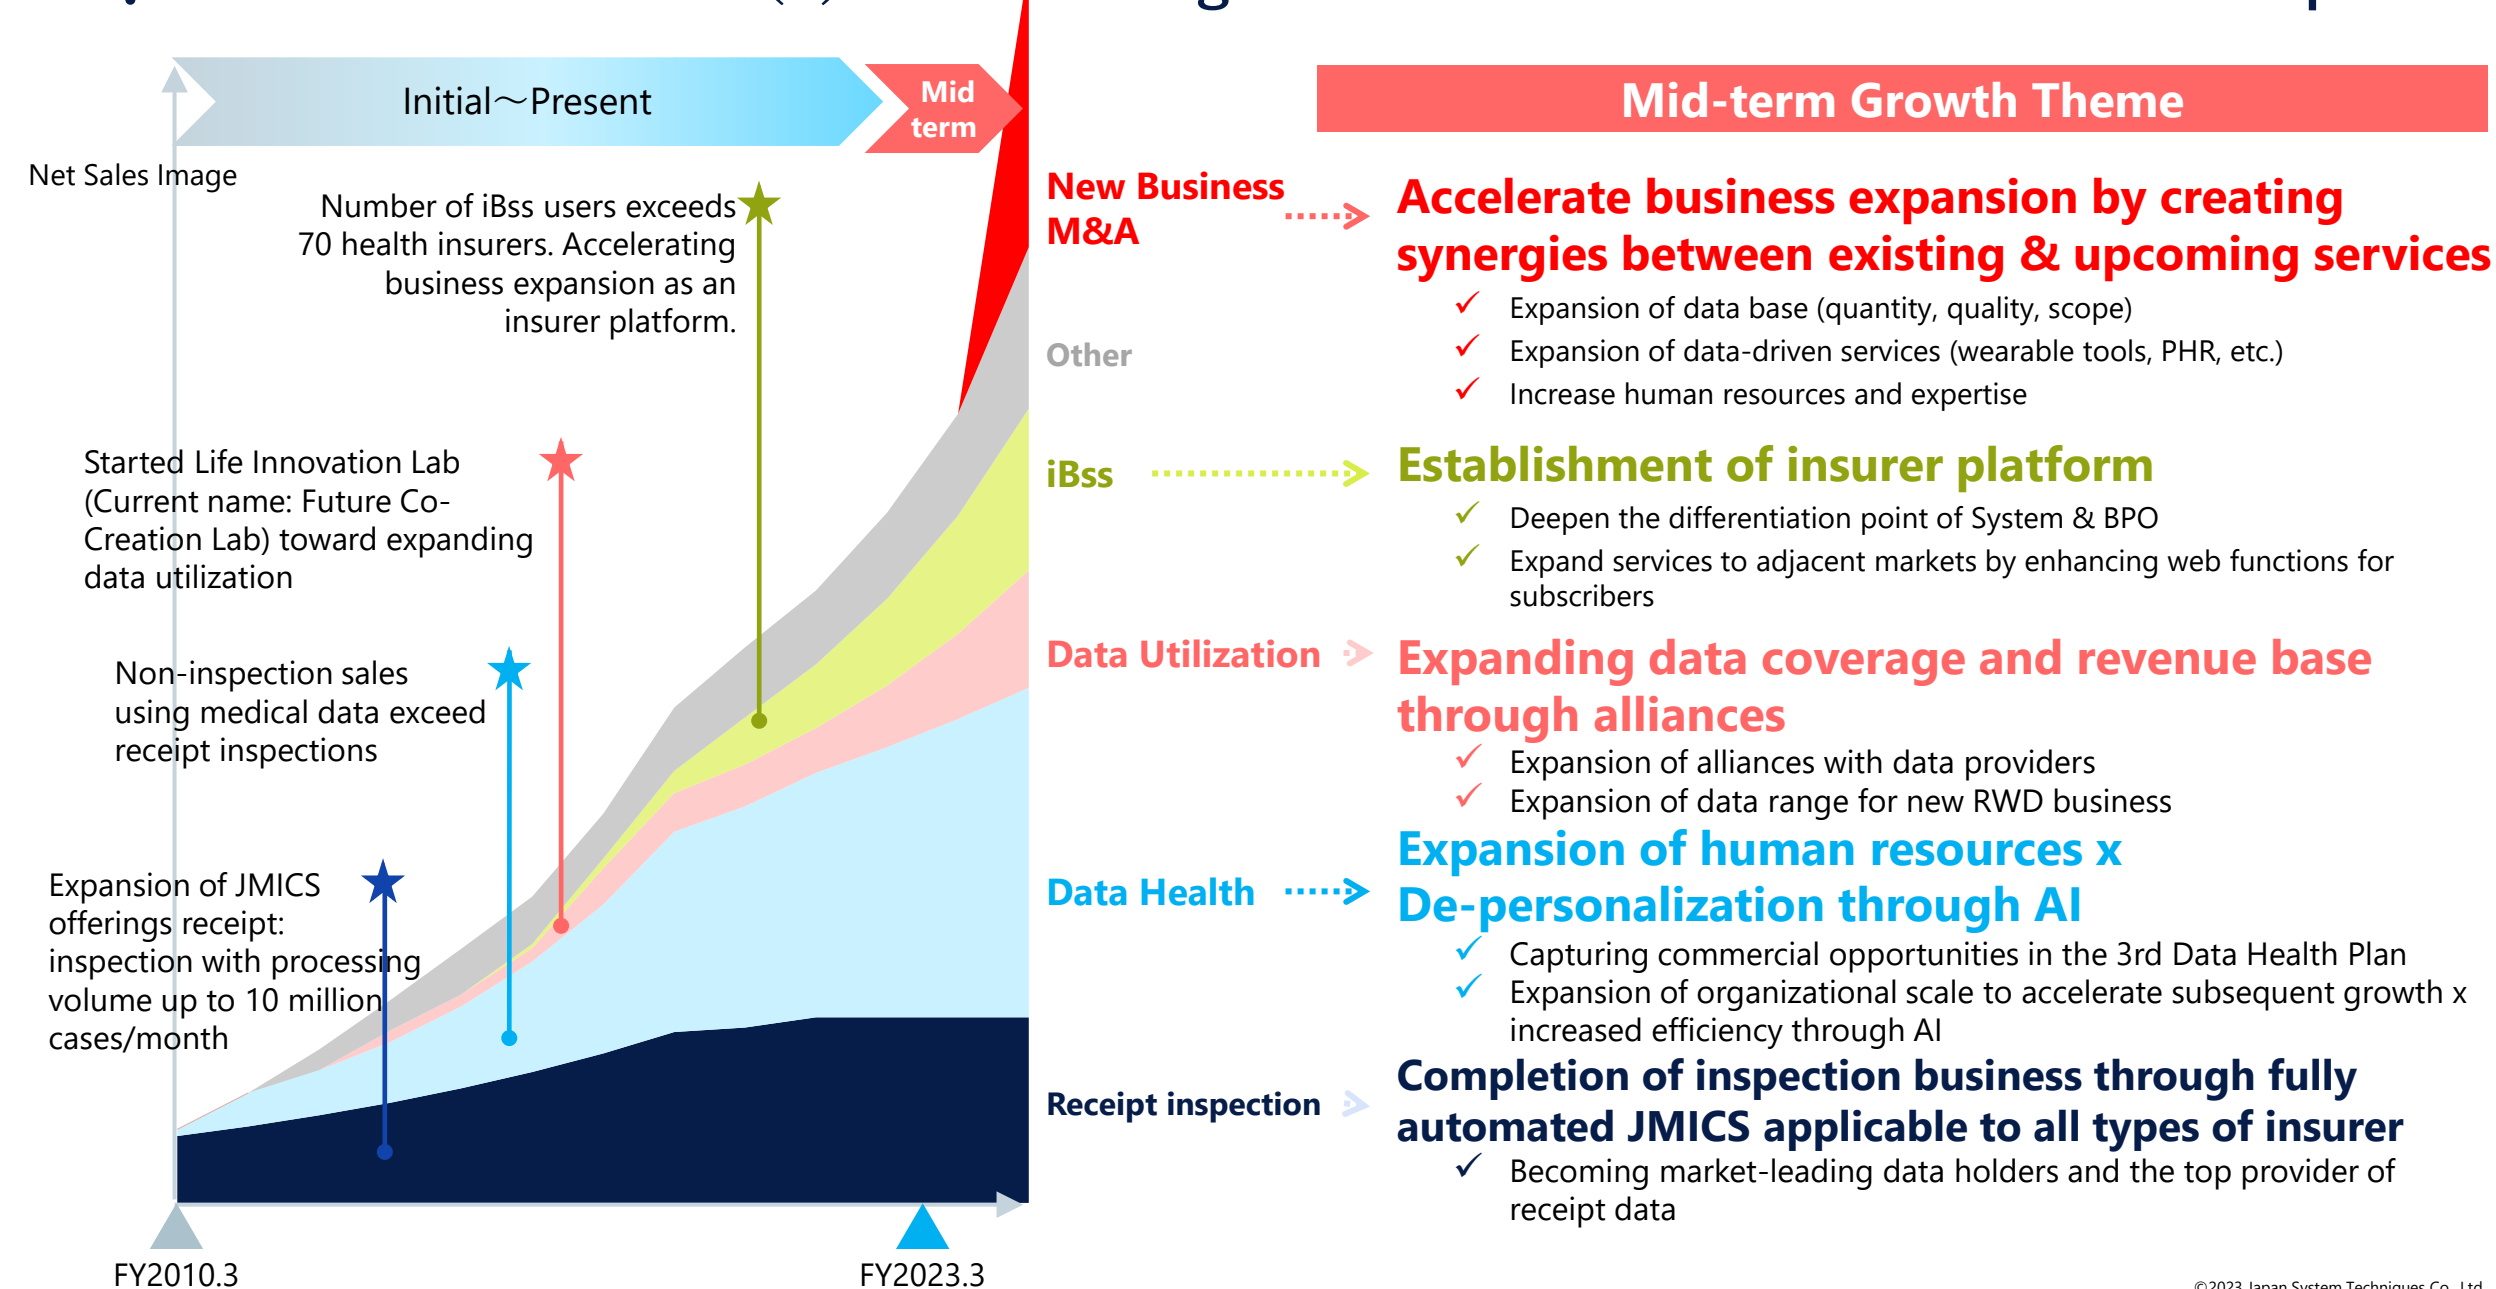 Initial～Present
Mid
term
Net Sales Image
Number of iBss users exceeds
70 health insurers. Accelerating
business expansion as an
insurer platform.
Started Life Innovation Lab
(Current name: Future Co-
Creation Lab) toward expanding
data utilization
Non-inspection sales
using medical data exceed
receipt inspections
Expansion of JMICS
offerings receipt:
inspection with processing
volume up to 10 million
cases/month
FY2010.3
FY2023.3
Mid-term Growth Theme
New Business
M&A
Accelerate business expansion by creating
synergies between existing & upcoming services
✓ Expansion of data base (quantity, quality, scope)
✓ Expansion of data-driven services (wearable tools, PHR, etc.)
✓ Increase human resources and expertise
Other
iBss
Establishment of insurer platform
✓ Deepen the differentiation point of System & BPO
✓ Expand services to adjacent markets by enhancing web functions for
subscribers
Data Utilization
Expanding data coverage and revenue base
through alliances
✓ Expansion of alliances with data providers
✓ Expansion of data range for new RWD business
Data Health
Expansion of human resources x
De-personalization through AI
✓ Capturing commercial opportunities in the 3rd Data Health Plan
✓ Expansion of organizational scale to accelerate subsequent growth x
increased efficiency through AI
Receipt inspection
Completion of inspection business through fully
automated JMICS applicable to all types of insurer
✓ Becoming market-leading data holders and the top provider of
receipt data
©2023 Japan System Techniques Co., Ltd.